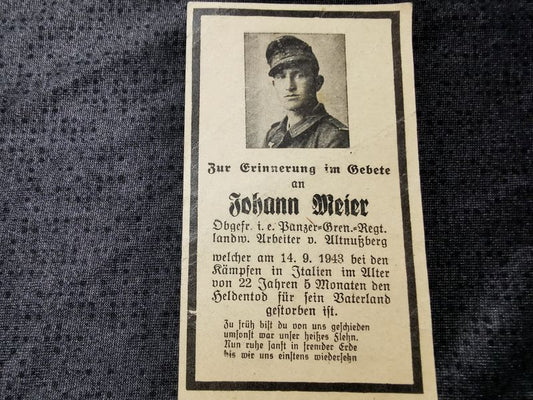 Zur Erinnerung im Gebete
an
Johann Meier
Obgefr. i. e. Panzer=Gren.=Regt.
landw. Arbeiter v. Altnußberg
welcher am 14. 9. 1943 bei den
Kämpfen in Italien im Alter
von 22 Jahren 5 Monaten den
Heldentod für sein Vaterland
gestorben ist.
Zu früh bist du von uns geschieden
umsonst war unser heißes Flehn.
Nun ruhe sanft in fremder Erde
bis wir uns einstens wiedersehn